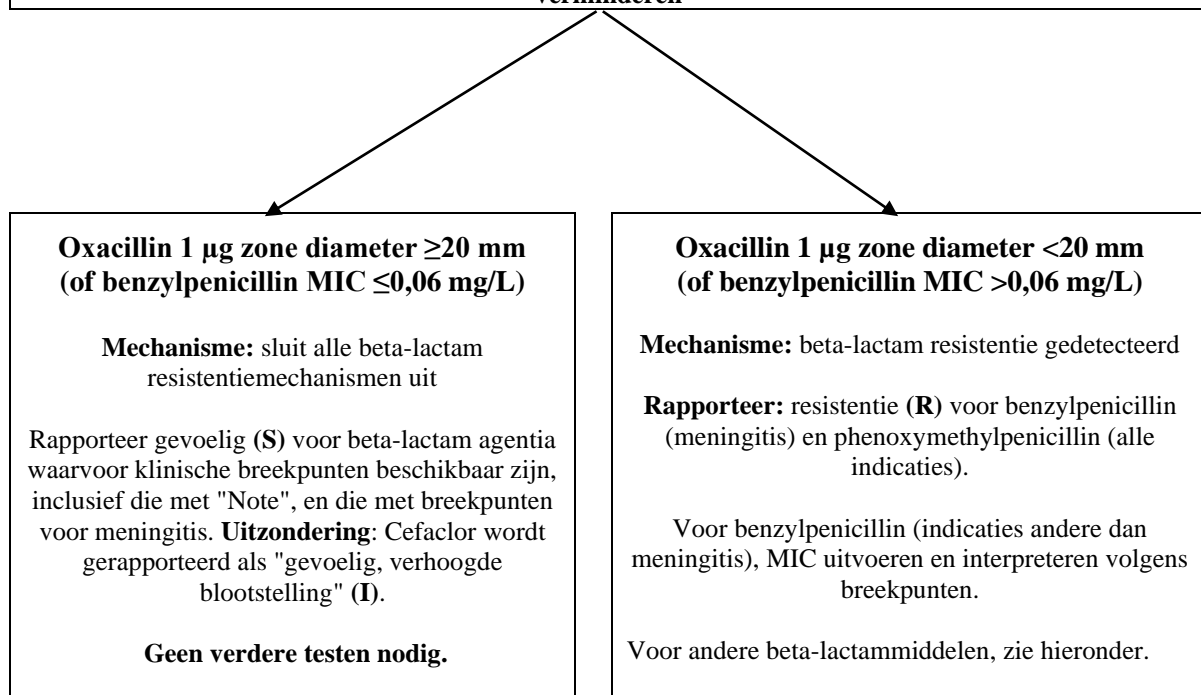 verminderen
Oxacillin 1 µg zone diameter ≥20 mm
(of benzylpenicillin MIC ≤0,06 mg/L)
Mechanisme: sluit alle beta-lactam
resistentiemechanismen uit
Rapporteer gevoelig (S) voor beta-lactam agentia
waarvoor klinische breekpunten beschikbaar zijn,
inclusief die met "Note", en die met breekpunten
voor meningitis. Uitzondering: Cefaclor wordt
gerapporteerd als "gevoelig, verhoogde
blootstelling" (I).
Geen verdere testen nodig.
Oxacillin 1 µg zone diameter <20 mm
(of benzylpenicillin MIC >0,06 mg/L)
Mechanisme: beta-lactam resistentie gedetecteerd
Rapporteer: resistentie (R) voor benzylpenicillin
(meningitis) en phenoxymethylpenicillin (alle
indicaties).
Voor benzylpenicillin (indicaties andere dan
meningitis), MIC uitvoeren en interpreteren volgens
breekpunten.
Voor andere beta-lactammiddelen, zie hieronder.